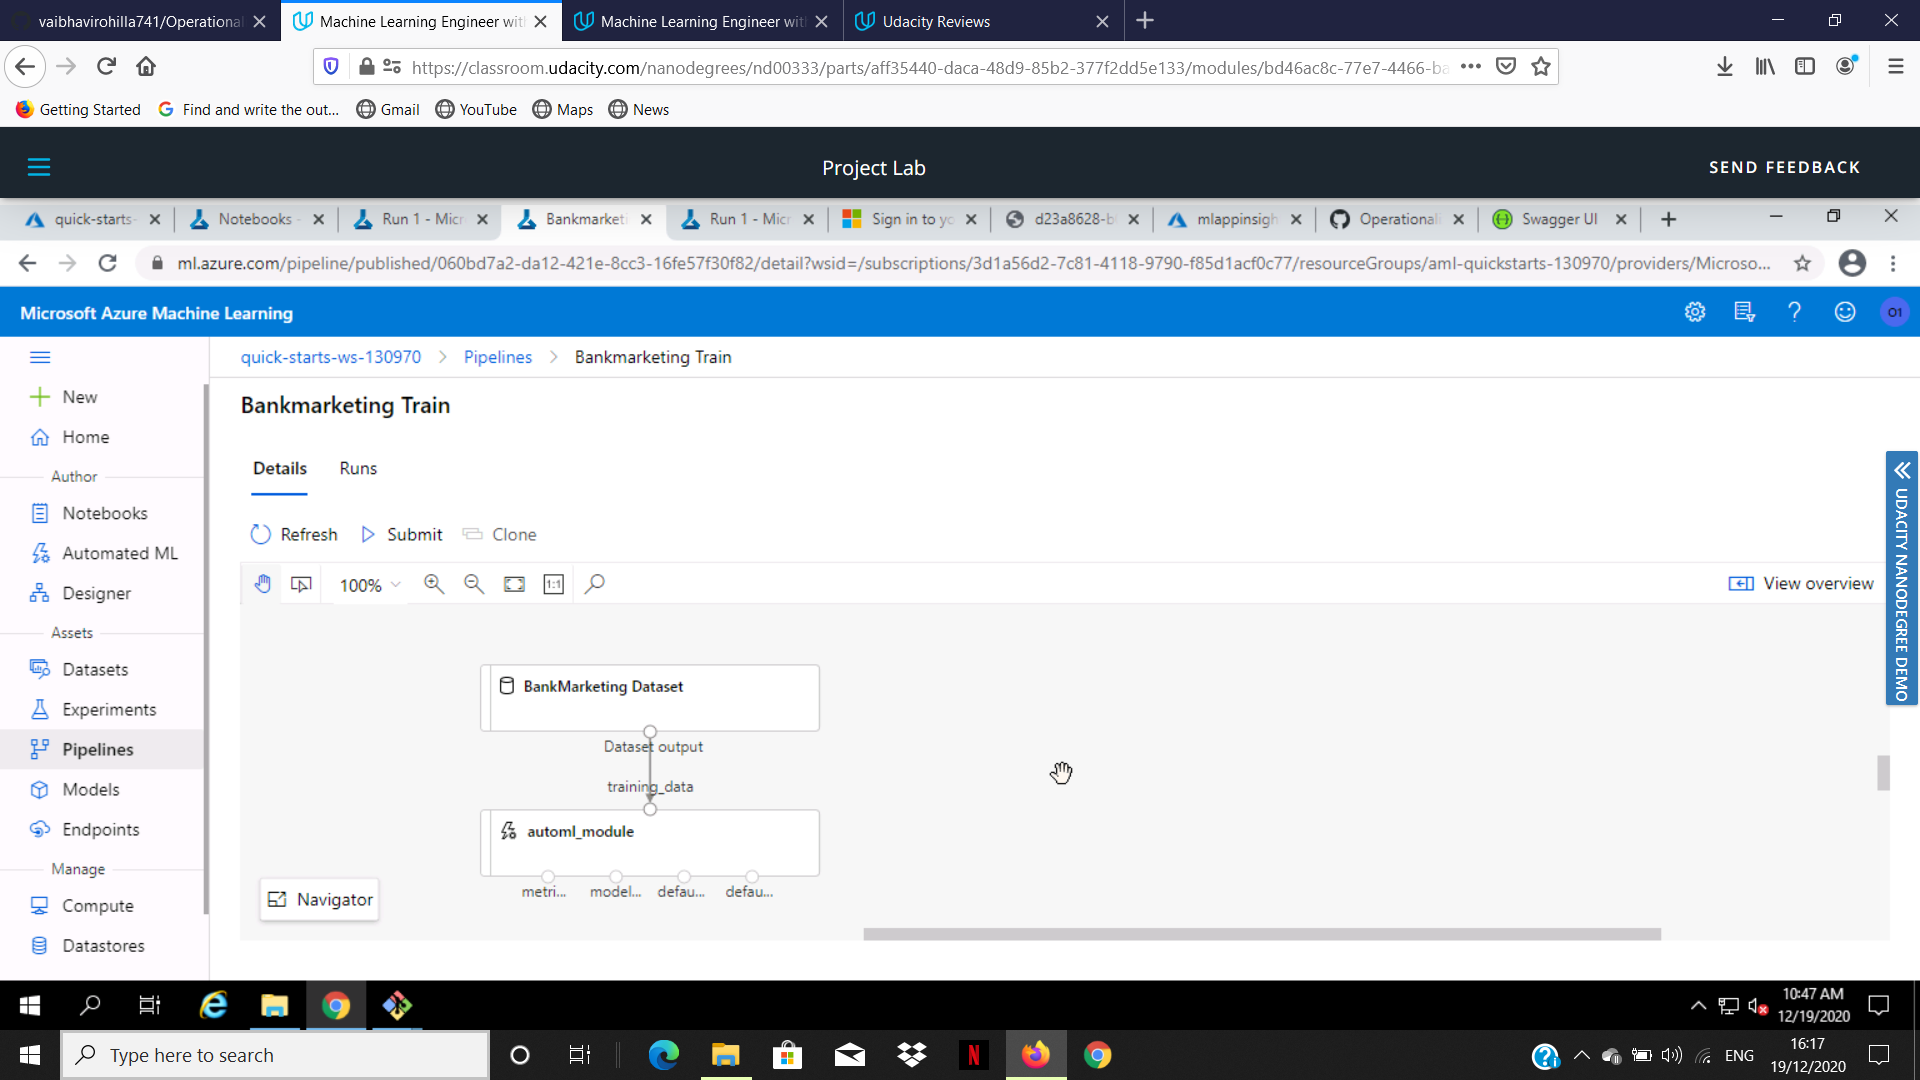 vaibhavirohilla741/Operational
Machine Learning Engineer wit
Machine Learning Engineer wit
Udacity Reviews
https://classroom.udacity.com/nanodegrees/nd00333/parts/aff35440-daca-48d9-85b2-377f2dd5e133/modules/bd46ac8c-77e7-4466-ba
Getting Started
Find and write the out...
Gmail
YouTube
Maps
News
Project Lab
SEND FEEDBACK
quick-starts-
Notebooks -
Run 1 - Micr
Bankmarketi
Run 1 - Micr
Sign in to yo
d23a8628-b
mlappinsigh
Operational
Swagger UI
ml.azure.com/pipeline/published/060bd7a2-da12-421e-8cc3-16fe57f30f82/detail?wsid=/subscriptions/3d1a56d2-7c81-4118-9790-f85d1acf0c77/resourceGroups/aml-quickstarts-130970/providers/Microso...
Microsoft Azure Machine Learning
O1
quick-starts-ws-130970 > Pipelines > Bankmarketing Train
New
Home
Author
Notebooks
Automated ML
Designer
Assets
Datasets
Experiments
Pipelines
Models
Endpoints
Manage
Compute
Datastores
Bankmarketing Train
Details
Runs
Refresh
Submit
Clone
100%
1:1
View overview
BankMarketing Dataset
Dataset output
training_data
automl_module
metri...
model...
defau...
defau...
Navigator
UDACITY NANODEGREE DEMO
10:47 AM
12/19/2020
Type here to search
ENG
16:17
19/12/2020